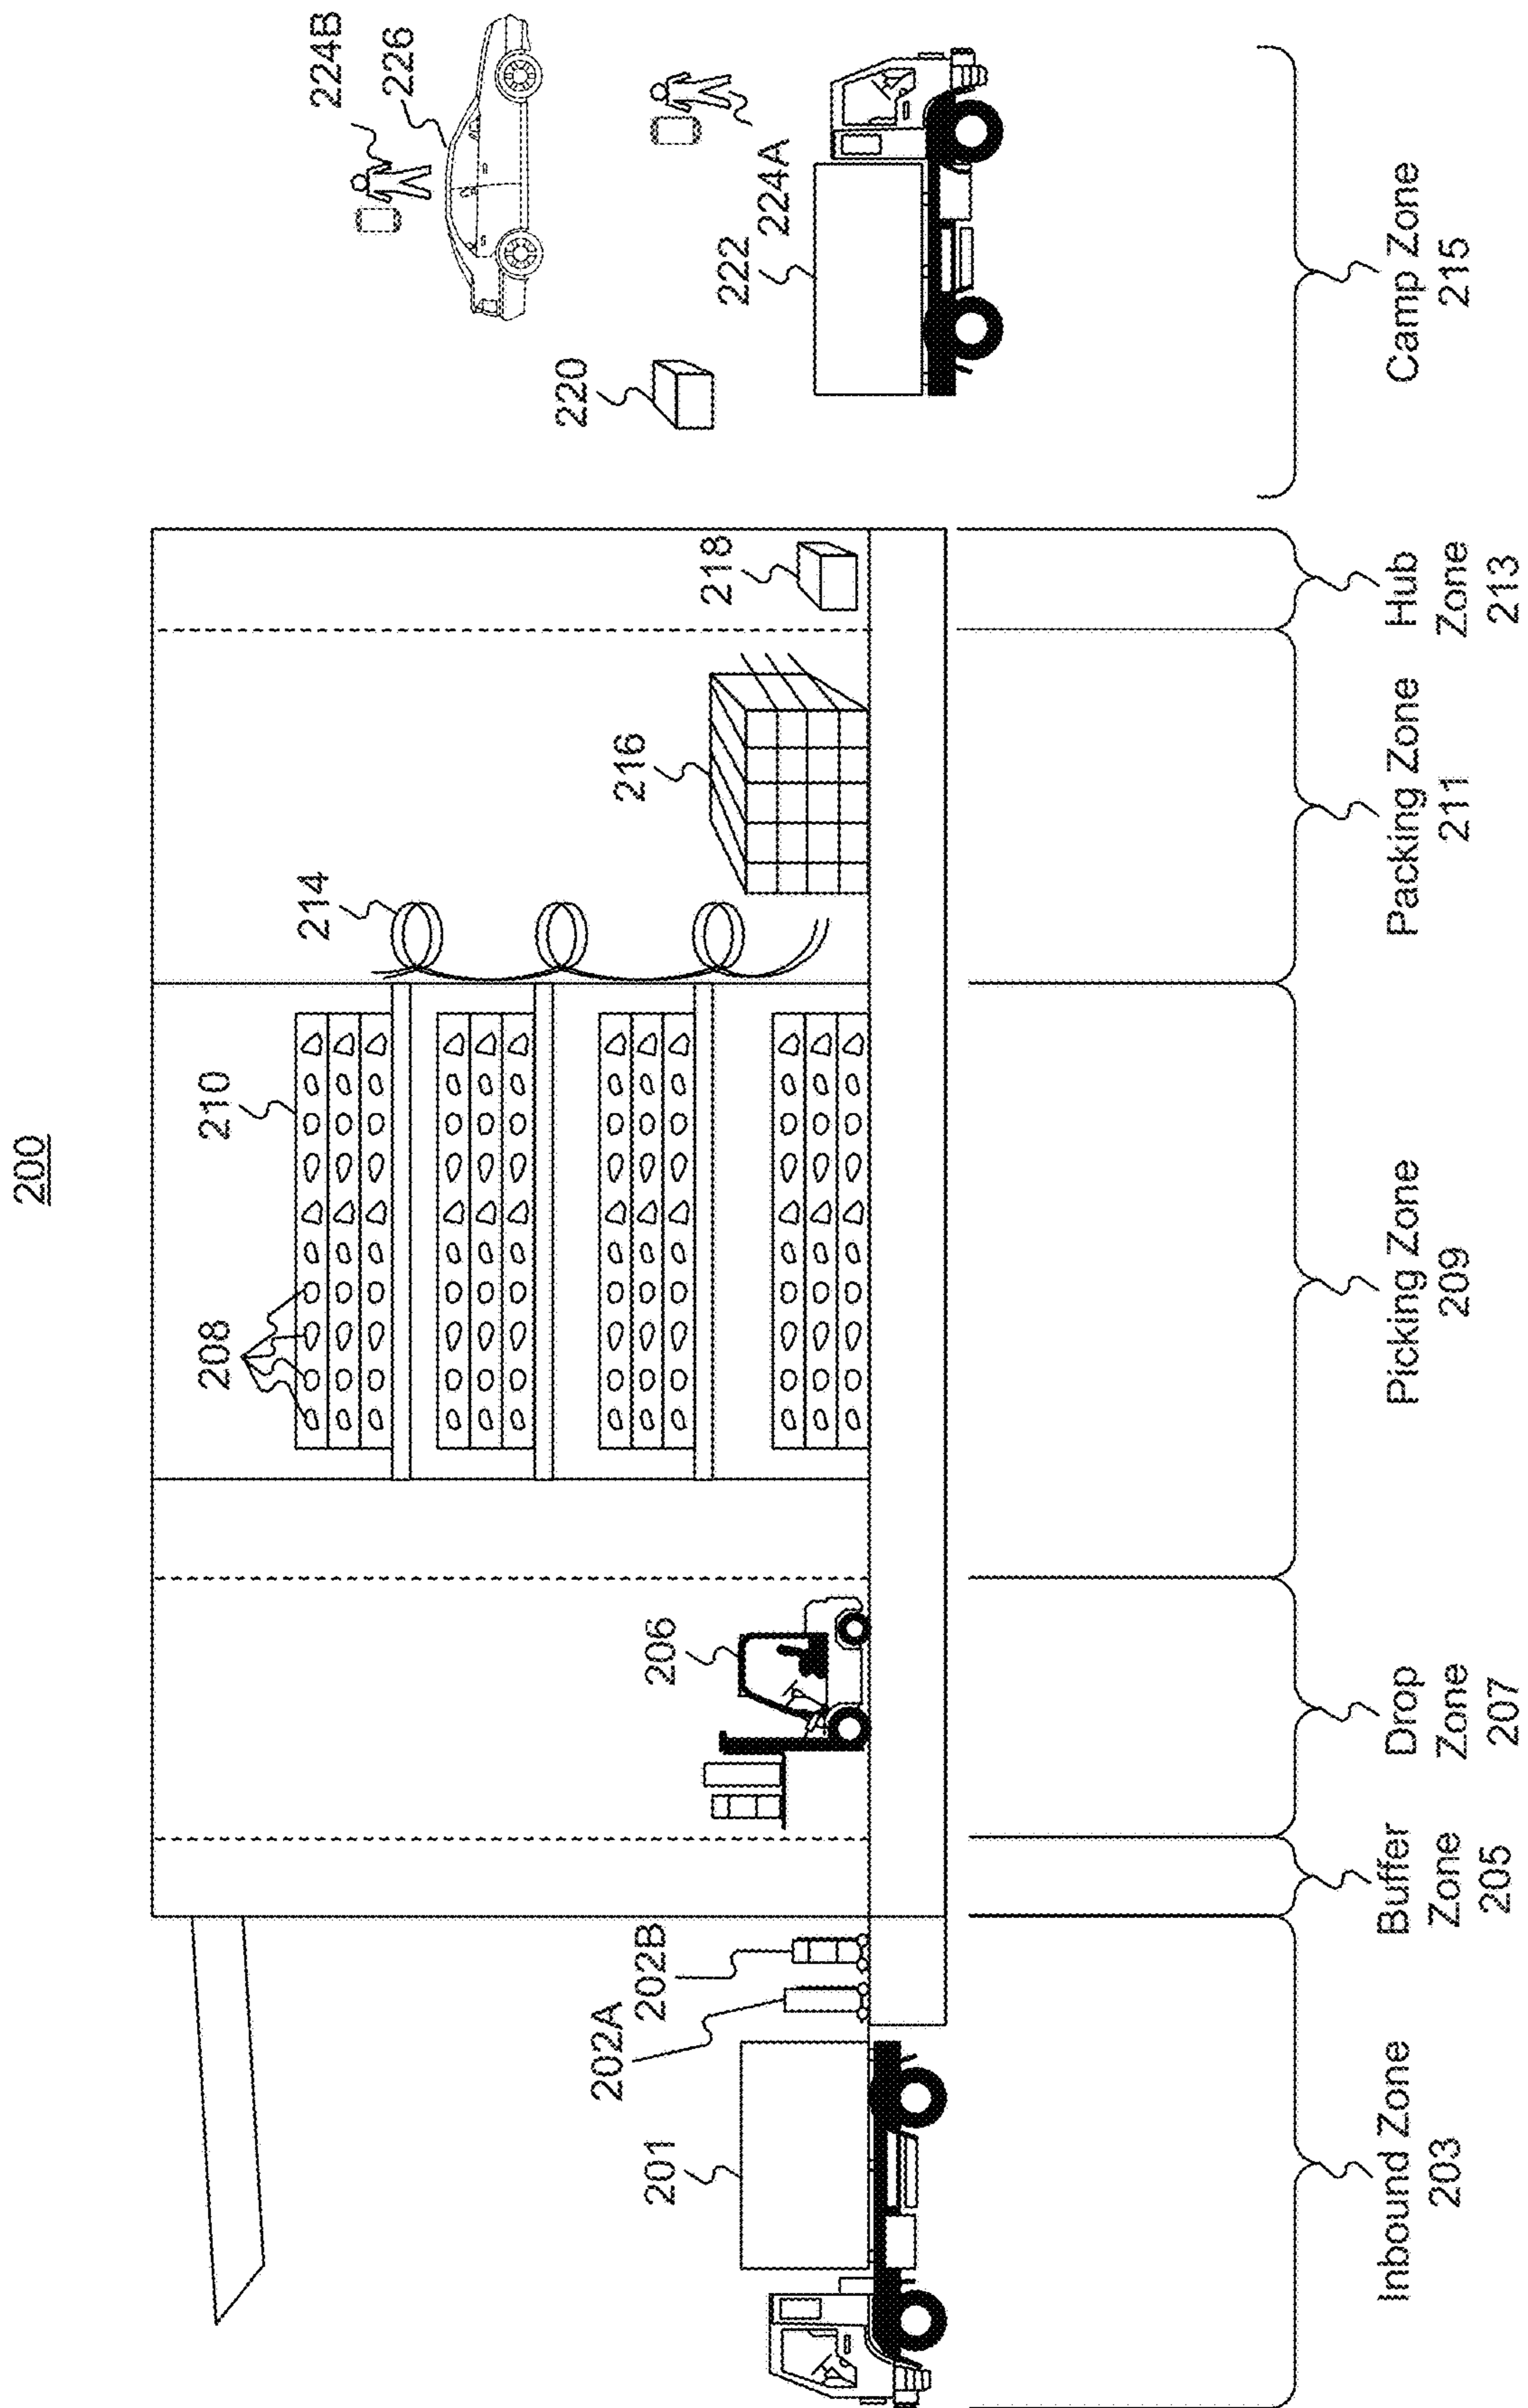 200
224B
226
220
222
224A
210
214
208
216
218
206
202B
202A
201
Inbound Zone
203
Buffer
Zone
205
Drop
Zone
207
Picking Zone
209
Packing Zone
211
Hub
Zone
213
Camp Zone
215